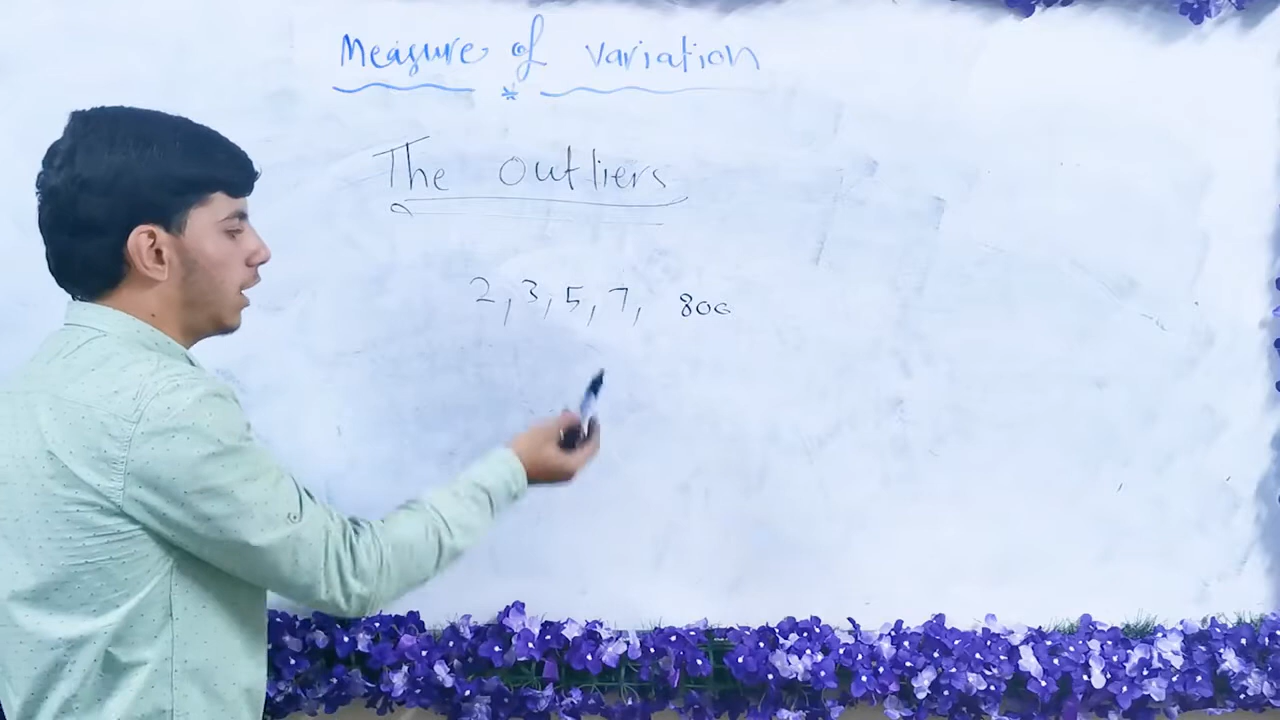 Measure of variation
The outliers
2, 3, 5, 7, 800